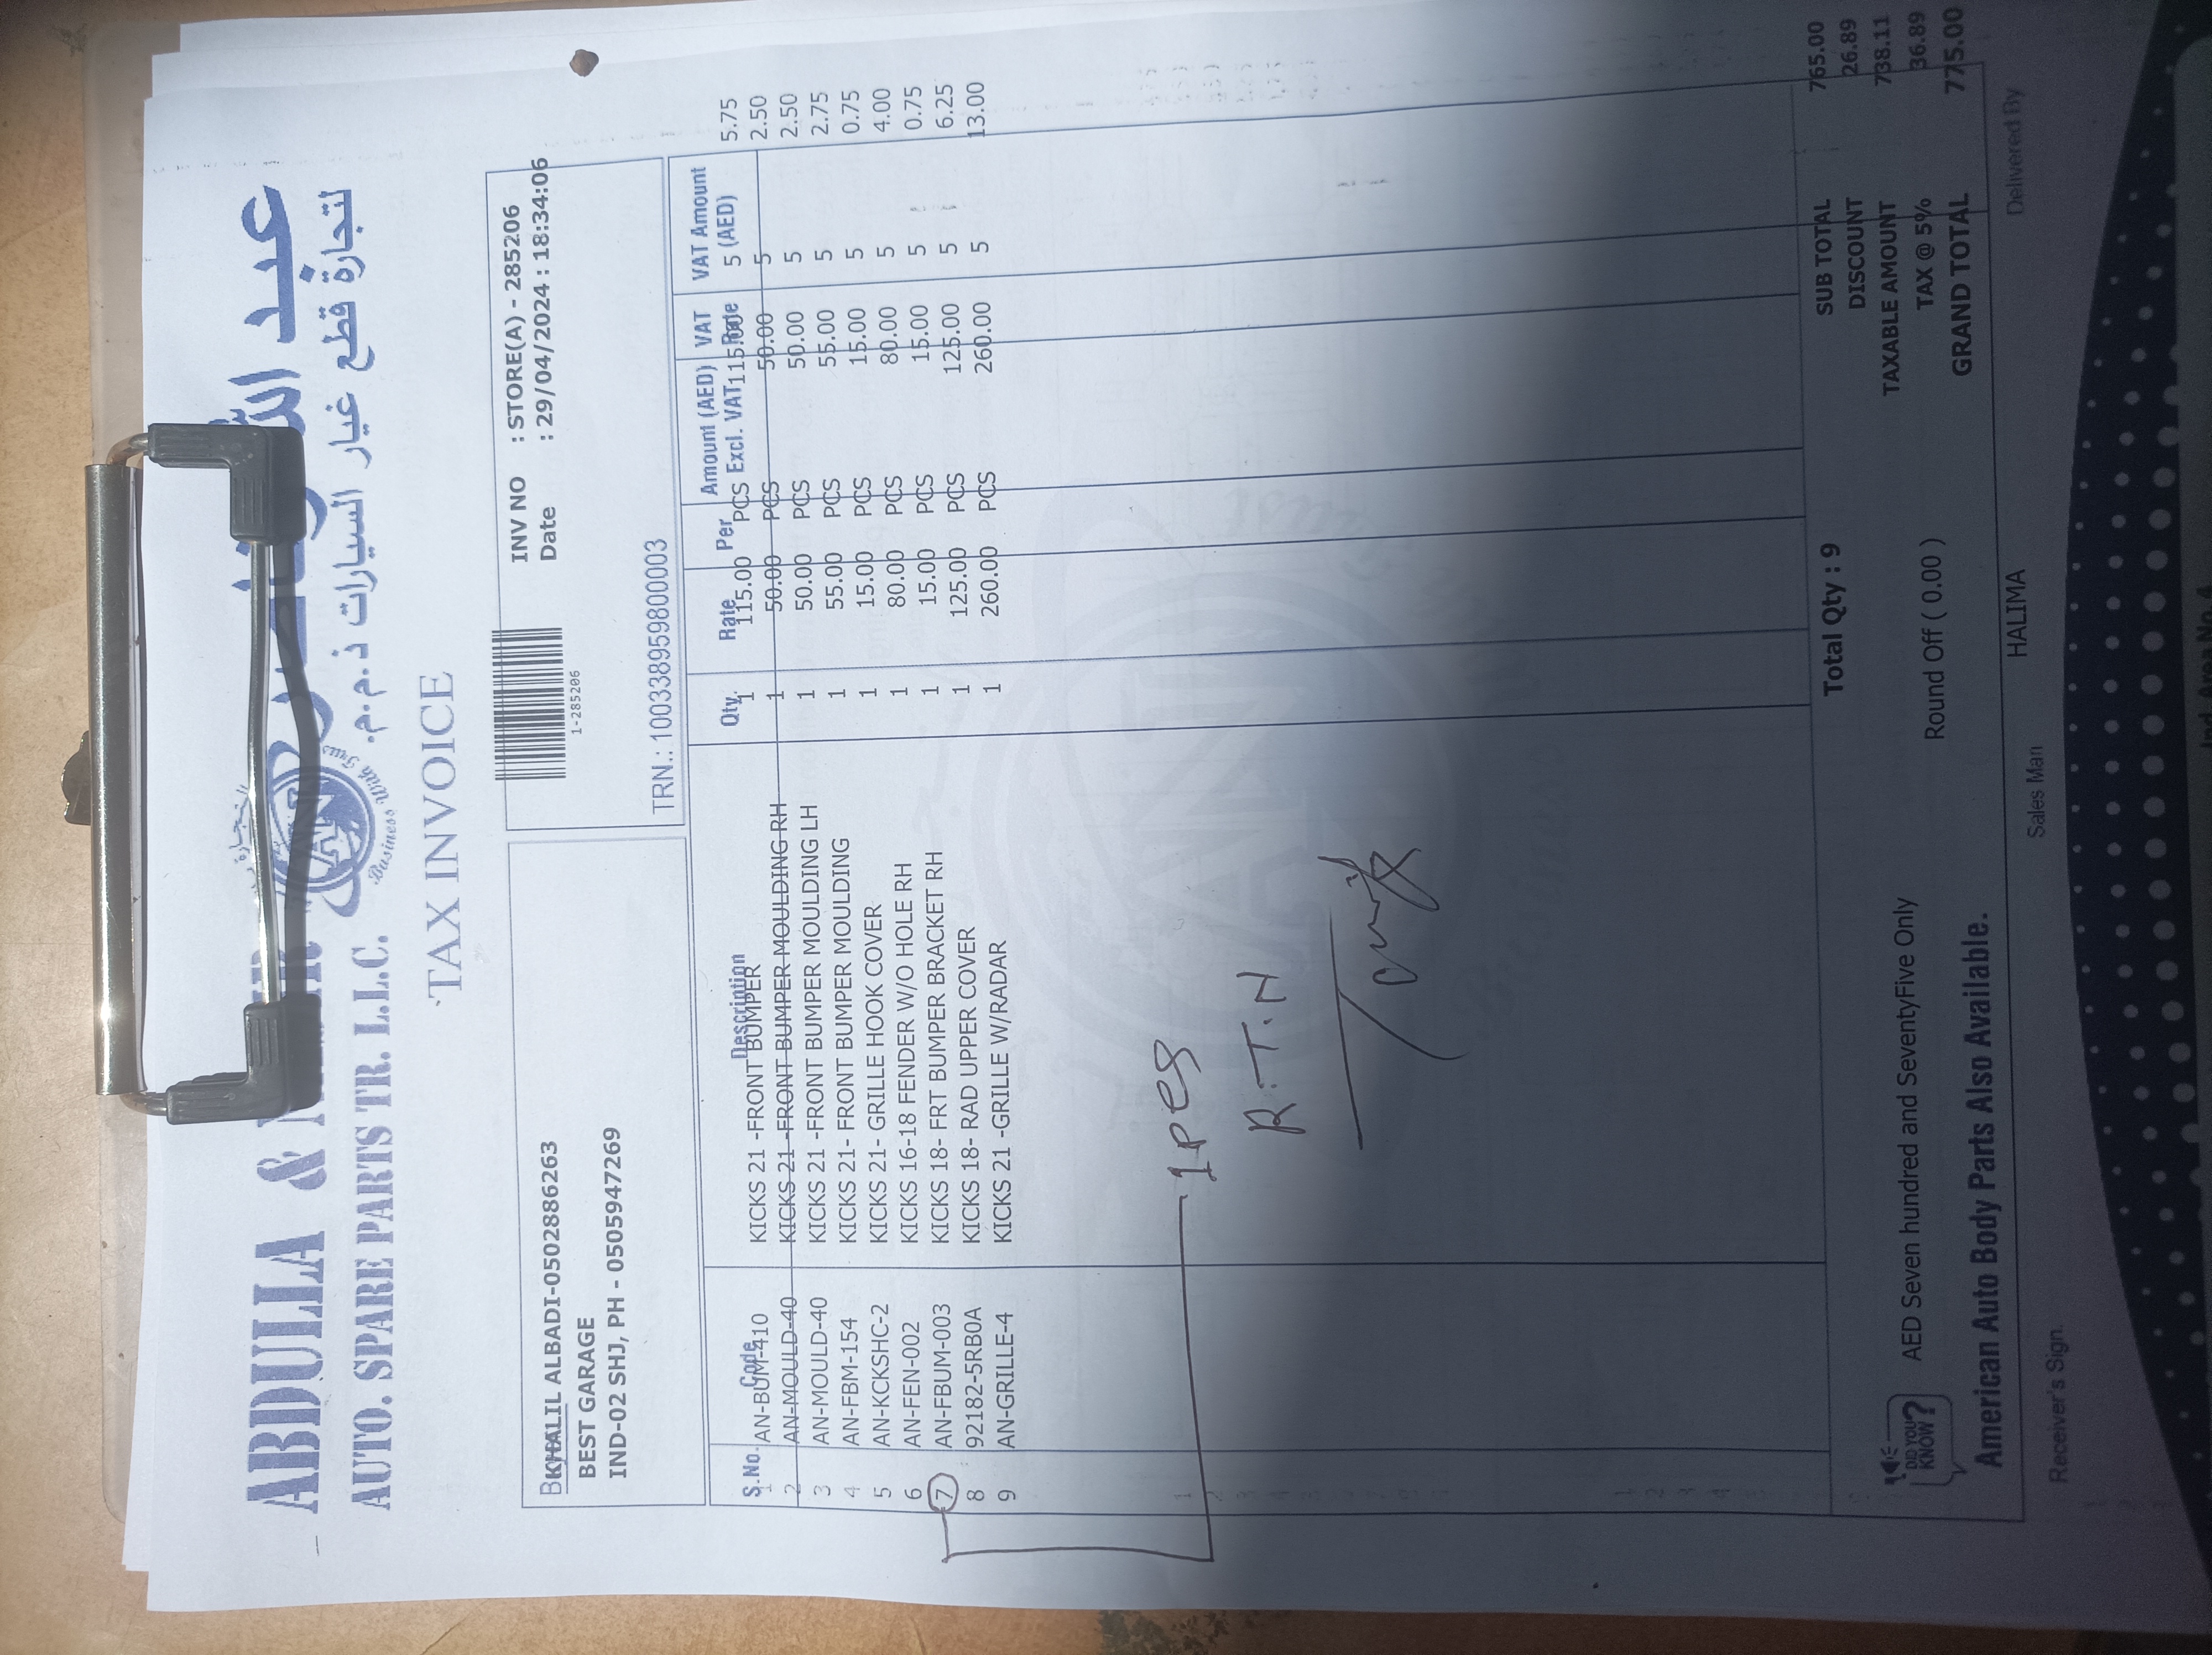 عبد
لتجارة قطع غيار السيارات ذ.م.م.
ABDULLA &
AUTO. SPARE PARTS TR. L.L.C.
Business With Trust
TAX INVOICE
KHALIL ALBADI-0502886263
BEST GARAGE
IND-02 SHJ, PH - 0505947269
1-285206
INV NO : STORE(A) - 285206
Date : 29/04/2024 : 18:34:06
TRN.: 100338959800003
S.No. Code Description Qty. Rate Per Amount (AED) Excl. VAT VAT Rate VAT Amount (AED)
1 AN-BUM-410 KICKS 21 -FRONT BUMPER 1 115.00 PCS 115.00 5 5.75
2 AN-MOULD-40 KICKS 21 -FRONT BUMPER MOULDING RH 1 50.00 PCS 50.00 5 2.50
3 AN-MOULD-40 KICKS 21 -FRONT BUMPER MOULDING LH 1 50.00 PCS 50.00 5 2.50
4 AN-FBM-154 KICKS 21- FRONT BUMPER MOULDING 1 55.00 PCS 55.00 5 2.75
5 AN-KCKSHC-2 KICKS 21- GRILLE HOOK COVER 1 15.00 PCS 15.00 5 0.75
6 AN-FEN-002 KICKS 16-18 FENDER W/O HOLE RH 1 80.00 PCS 80.00 5 4.00
7 AN-FBUM-003 KICKS 18- FRT BUMPER BRACKET RH 1 15.00 PCS 15.00 5 0.75
8 92182-5RB0A KICKS 18- RAD UPPER COVER 1 125.00 PCS 125.00 5 6.25
9 AN-GRILLE-4 KICKS 21 -GRILLE W/RADAR 1 260.00 PCS 260.00 5 13.00
1 pes
R.T.N
Total Qty : 9
SUB TOTAL 765.00
DISCOUNT 26.89
TAXABLE AMOUNT 738.11
TAX @ 5% 36.89
GRAND TOTAL 775.00
Round Off ( 0.00 )
DID YOU KNOW?
AED Seven hundred and SeventyFive Only
American Auto Body Parts Also Available.
HALIMA
Receiver's Sign.
Sales Man
Delivered By